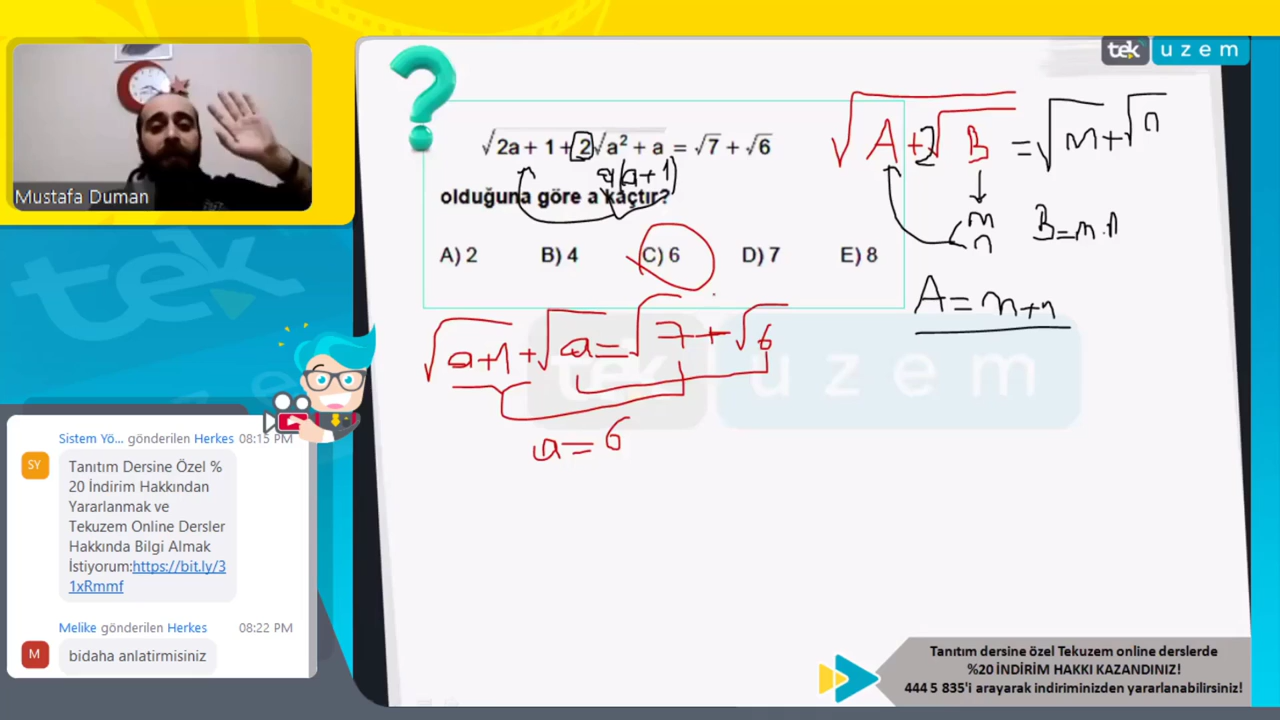 tek uzem
Mustafa Duman
√2a + 1 + 2√a² + a = √7 + √6
a(a+1)
olduğuna göre a kaçtır?
A) 2 B) 4 C) 6 D) 7 E) 8
√A+2√B = √m + √n
m
n
B = m.n
A = m+n
√a+1 + √a = √7 + √6
a = 6
tek uzem
Sistem Yö... gönderilen Herkes 08:15 PM
SY
Tanıtım Dersine Özel %
20 İndirim Hakkından
Yararlanmak ve
Tekuzem Online Dersler
Hakkında Bilgi Almak
İstiyorum:https://bit.ly/3
1xRmmf
Melike gönderilen Herkes 08:22 PM
M
bidaha anlatirmisiniz
Tanıtım dersine özel Tekuzem online derslerde
%20 İNDİRİM HAKKI KAZANDINIZ!
444 5 835'i arayarak indiriminizden yararlanabilirsiniz!